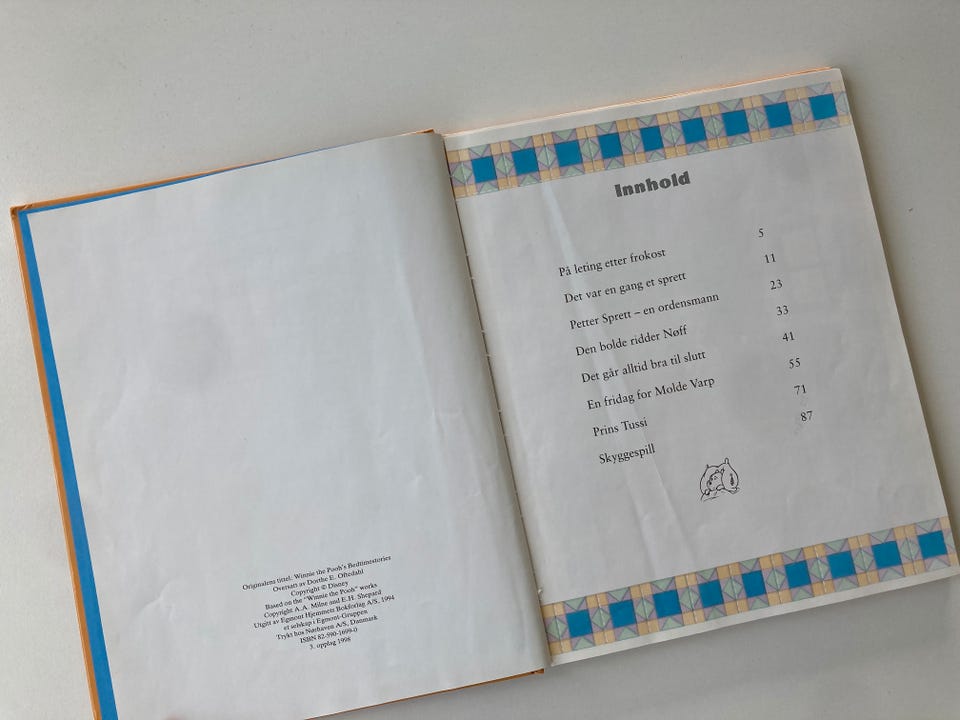 Originalens tittel: Winnie the Pooh's Bedtimestories
Oversatt av Dorthe E. Oftedahl
Copyright © Disney
Based on the "Winnie the Pooh" works
Copyright A.A. Milne and E.H. Shepard
Utgitt av Egmont Hjemmets Bokforlag A/S, 1994
et selskap i Egmont-Gruppen
Trykt hos Nørhaven A/S, Danmark
ISBN 82-590-1699-0
3. opplag 1998
Innhold
På leting etter frokost 5
Det var en gang et sprett 11
Petter Sprett – en ordensmann 23
Den bolde ridder Nøff 33
Det går alltid bra til slutt 41
En fridag for Molde Varp 55
Prins Tussi 71
Skyggespill 87